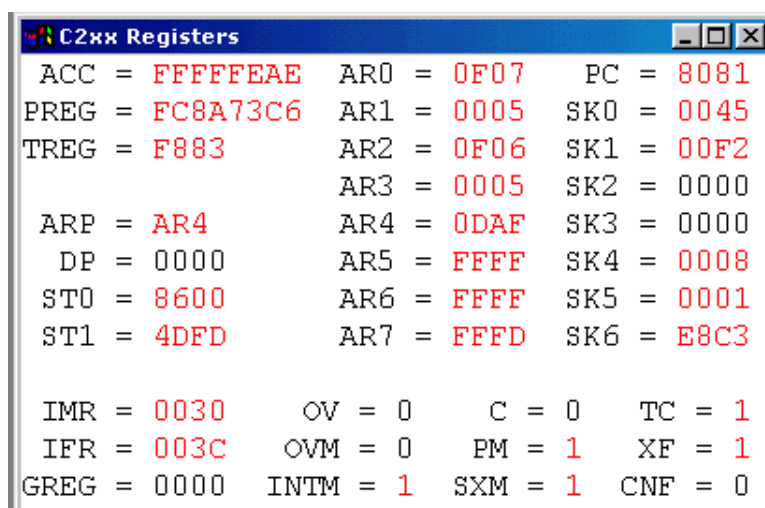 C2xx Registers
ACC = FFFFFEAE AR0 = 0F07 PC = 8081
PREG = FC8A73C6 AR1 = 0005 SK0 = 0045
TREG = F883 AR2 = 0F06 SK1 = 00F2
AR3 = 0005 SK2 = 0000
ARP = AR4 AR4 = 0DAF SK3 = 0000
DP = 0000 AR5 = FFFF SK4 = 0008
ST0 = 8600 AR6 = FFFF SK5 = 0001
ST1 = 4DFD AR7 = FFFD SK6 = E8C3
IMR = 0030 OV = 0 C = 0 TC = 1
IFR = 003C OVM = 0 PM = 1 XF = 1
GREG = 0000 INTM = 1 SXM = 1 CNF = 0